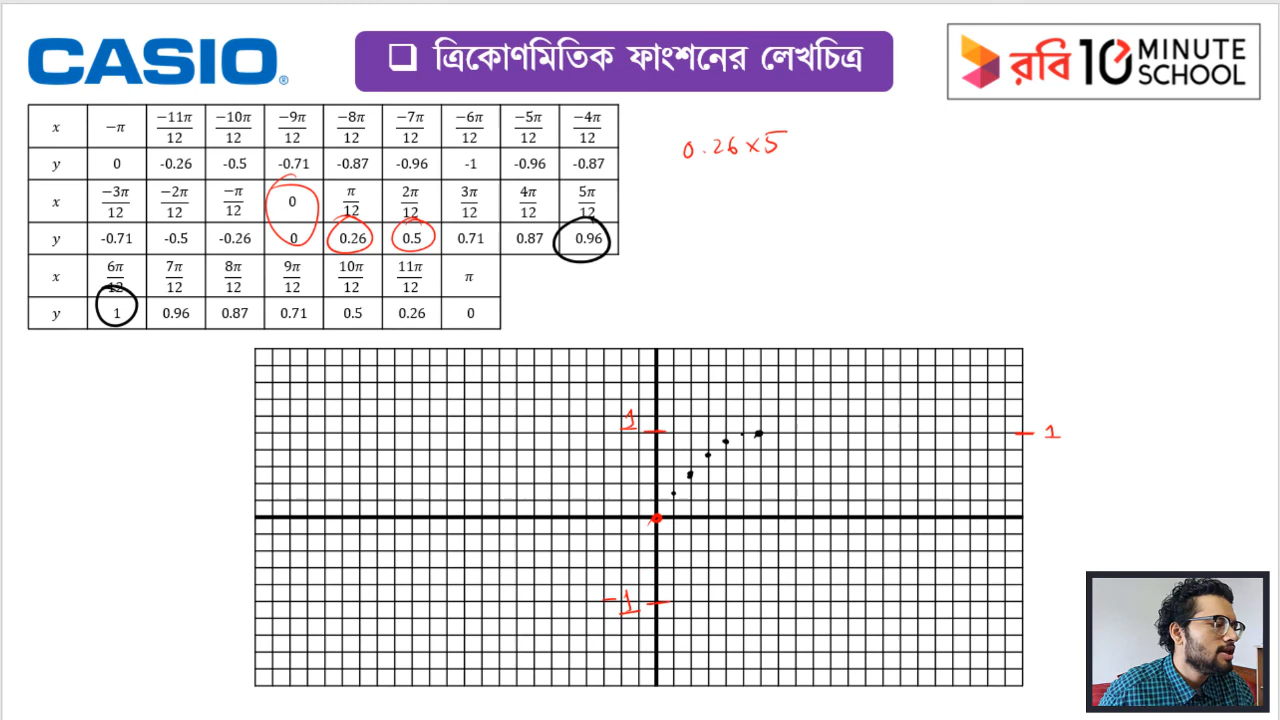 CASIO
❑ ত্রিকোণমিতিক ফাংশনের লেখচিত্র
রবি 10 MINUTE SCHOOL
x −π −11π/12 −10π/12 −9π/12 −8π/12 −7π/12 −6π/12 −5π/12 −4π/12
y 0 -0.26 -0.5 -0.71 -0.87 -0.96 -1 -0.96 -0.87
x −3π/12 −2π/12 −π/12 0 π/12 2π/12 3π/12 4π/12 5π/12
y -0.71 -0.5 -0.26 0 0.26 0.5 0.71 0.87 0.96
x 6π/12 7π/12 8π/12 9π/12 10π/12 11π/12 π
y 1 0.96 0.87 0.71 0.5 0.26 0
0.26×5
1
1
-1